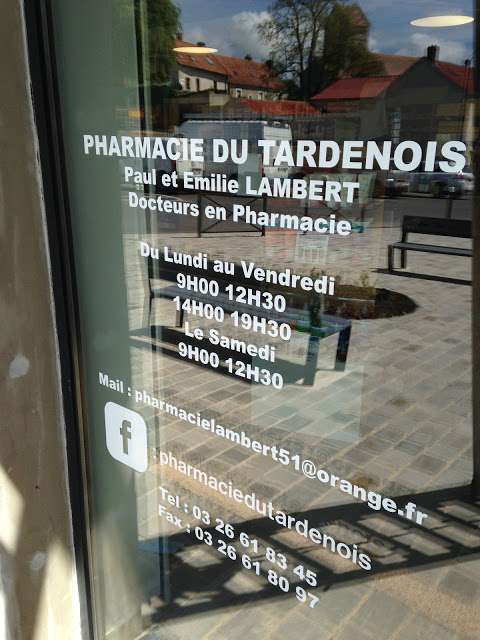 PHARMACIE DU TARDENOIS
Paul et Emilie LAMBERT
Docteurs en Pharmacie
Du Lundi au Vendredi
9H00 12H30
14H00 19H30
Le Samedi
9H00 12H30
Mail : pharmacielambert51@orange.fr
f : pharmaciedutardenois
Tel : 03 26 61 83 45
Fax : 03 26 61 80 97